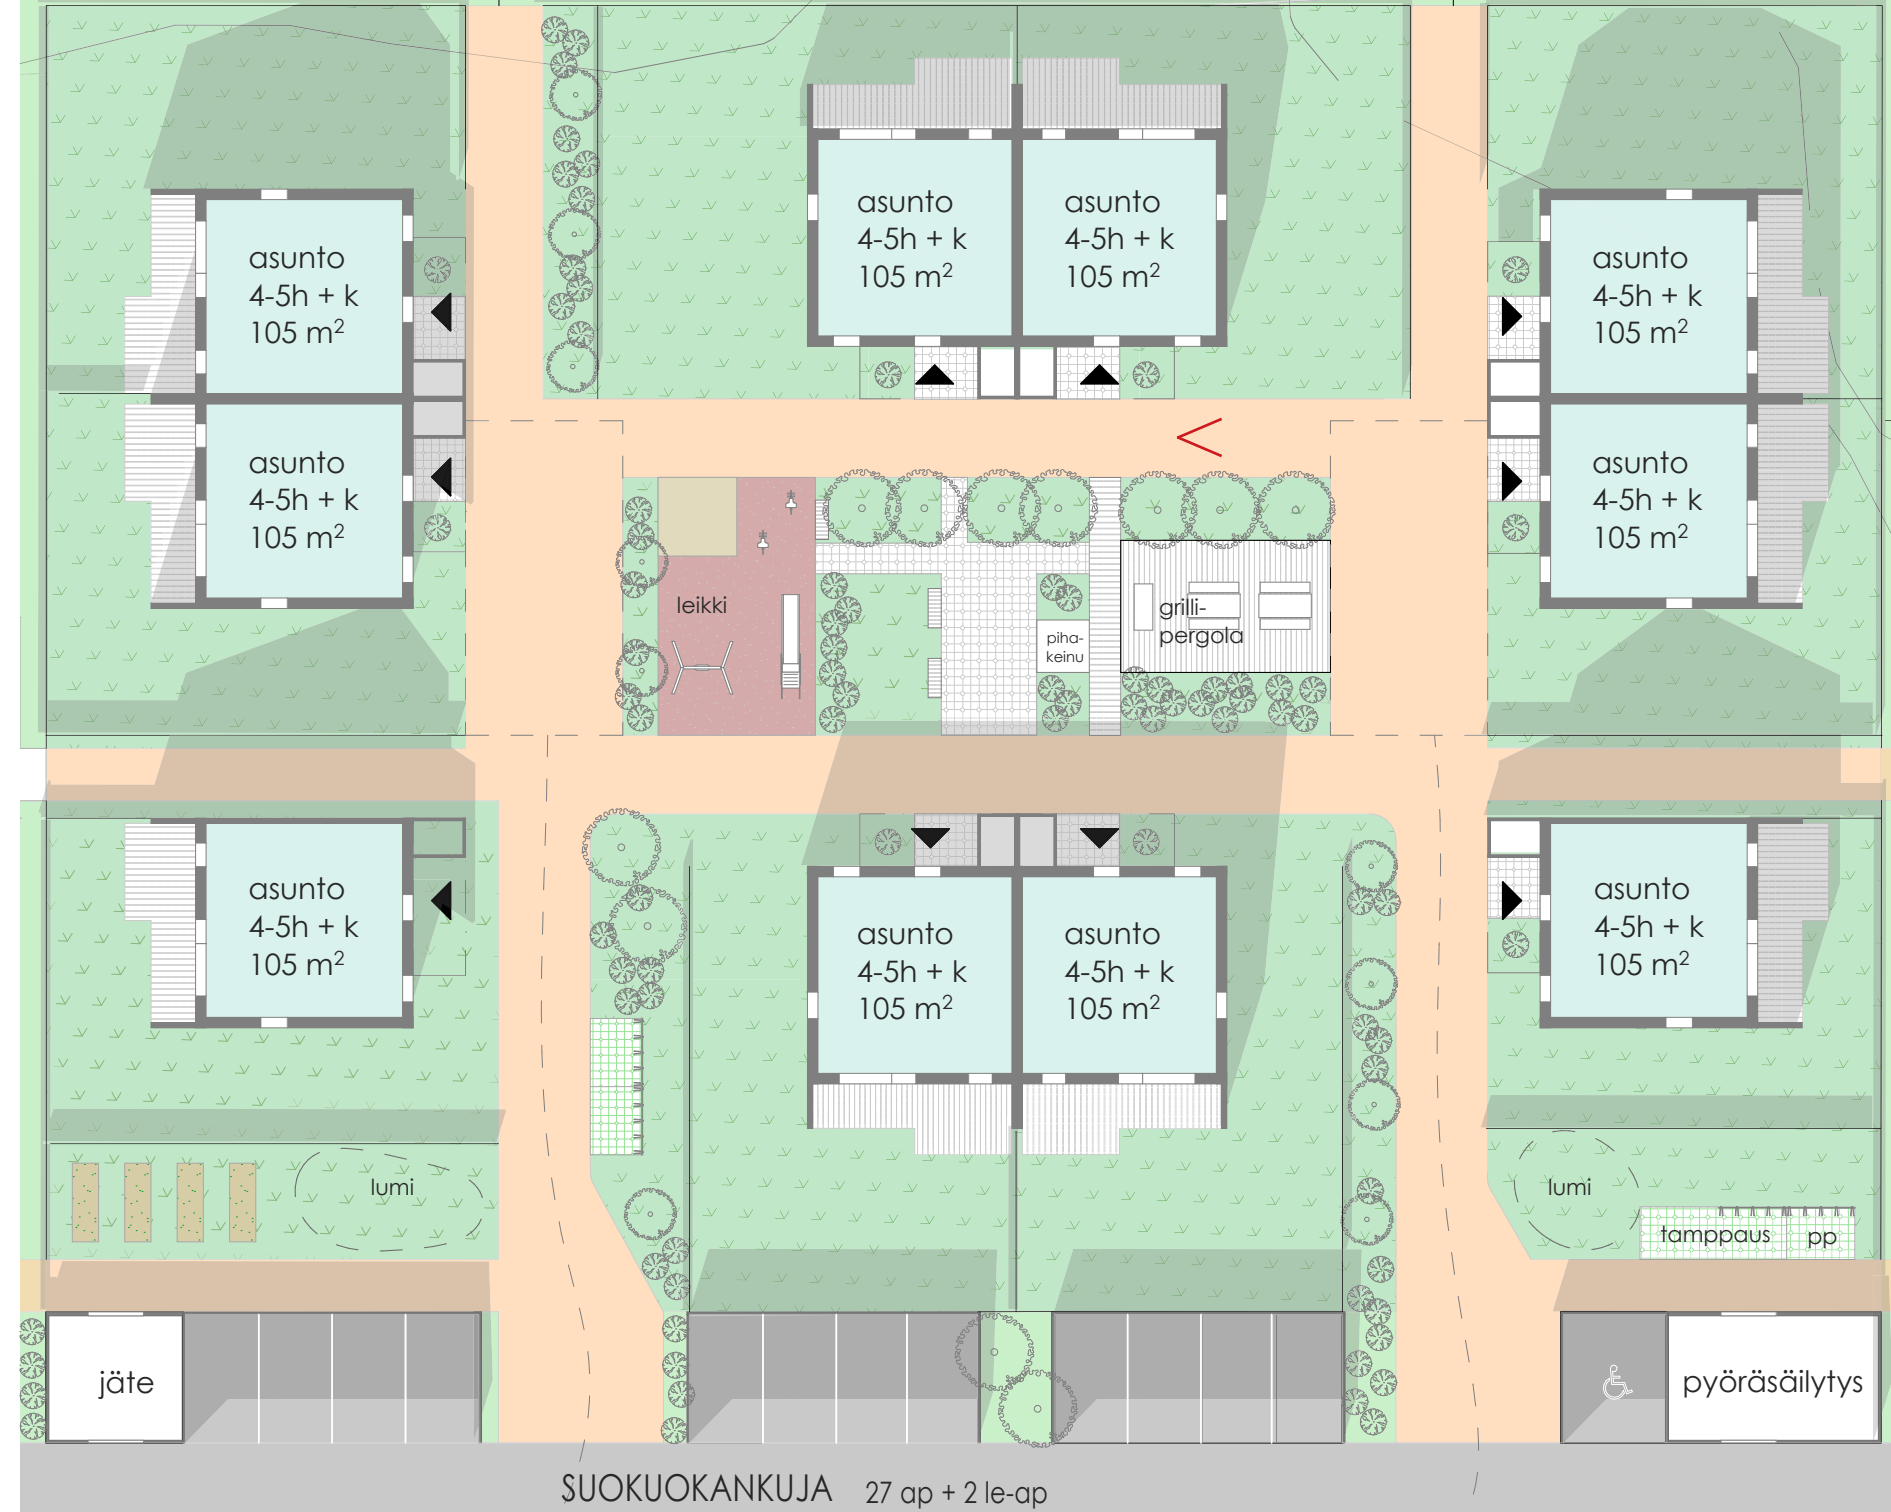 asunto
4-5h + k
105 m²
asunto
4-5h + k
105 m²
asunto
4-5h + k
105 m²
asunto
4-5h + k
105 m²
asunto
4-5h + k
105 m²
asunto
4-5h + k
105 m²
leikki
piha-
keinu
grilli-
pergola
asunto
4-5h + k
105 m²
asunto
4-5h + k
105 m²
asunto
4-5h + k
105 m²
asunto
4-5h + k
105 m²
lumi
lumi
tamppaus
pp
jäte
pyöräsäilytys
SUOKUOKANKUJA 27 ap + 2 le-ap